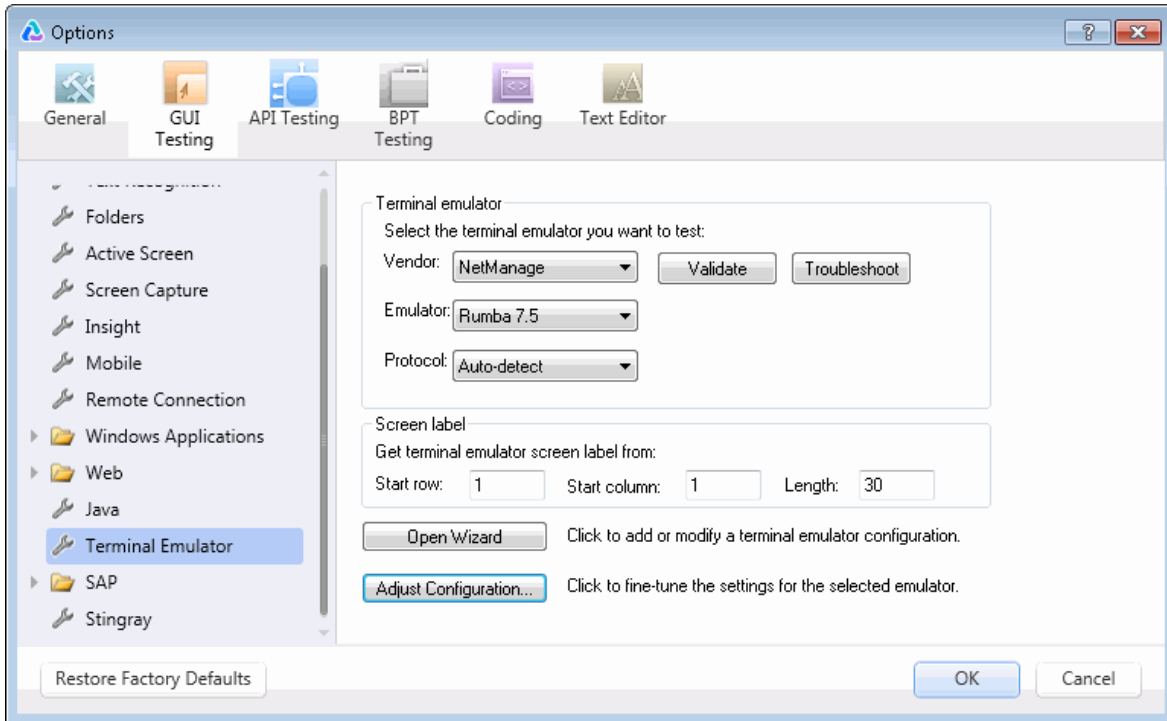 Options
General
GUI
Testing
API Testing
BPT
Testing
Coding
Text Editor
Text Recognition
Folders
Active Screen
Screen Capture
Insight
Mobile
Remote Connection
Windows Applications
Web
Java
Terminal Emulator
SAP
Stingray
Terminal emulator
Select the terminal emulator you want to test:
Vendor: NetManage Validate Troubleshoot
Emulator: Rumba 7.5
Protocol: Auto-detect
Screen label
Get terminal emulator screen label from:
Start row: 1 Start column: 1 Length: 30
Open Wizard Click to add or modify a terminal emulator configuration.
Adjust Configuration... Click to fine-tune the settings for the selected emulator.
Restore Factory Defaults OK Cancel